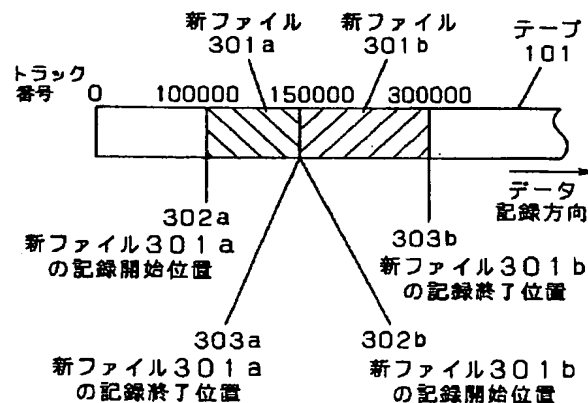 新ファイル
301a
新ファイル
301b
テープ
101
トラック
番号
0 100000 150000 300000
データ
記録方向
302a
新ファイル301a
の記録開始位置
303b
新ファイル301b
の記録終了位置
303a
新ファイル301a
の記録終了位置
302b
新ファイル301b
の記録開始位置